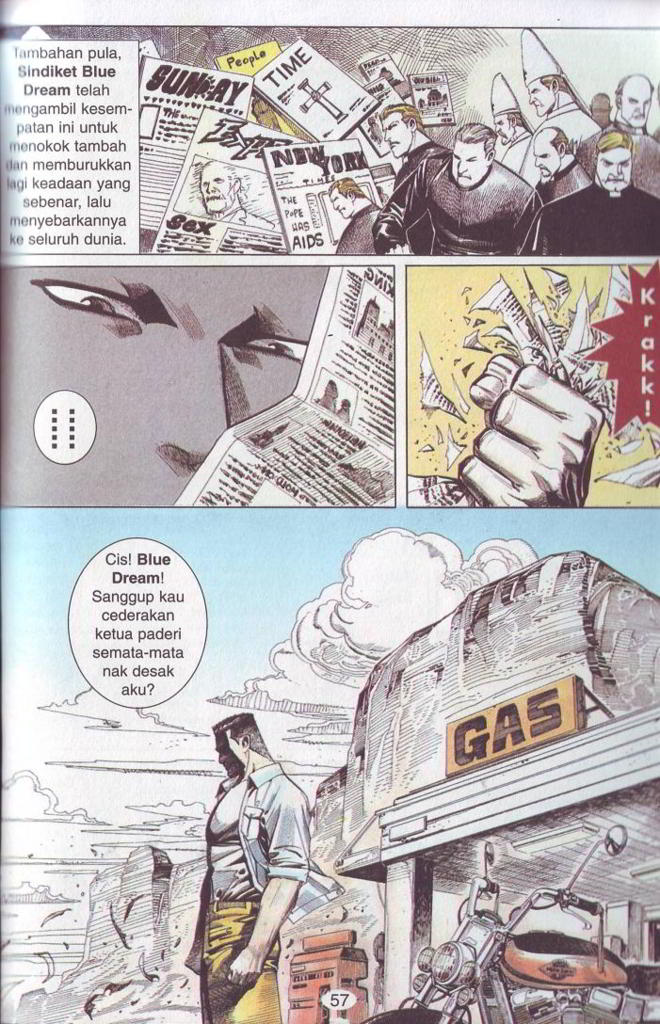 Tambahan pula,
Sindiket Blue
Dream telah
mengambil kesem-
patan ini untuk
menokok tambah
dan memburukkan
lagi keadaan yang
sebenar, lalu
menyebarkannya
ke seluruh dunia.
People
TIME
SUNDAY
Sex
NEW YORK
THE
POPE
HAS
AIDS
Krakk!
Cis! Blue
Dream!
Sanggup kau
cederakan
ketua paderi
semata-mata
nak desak
aku?
GAS
57